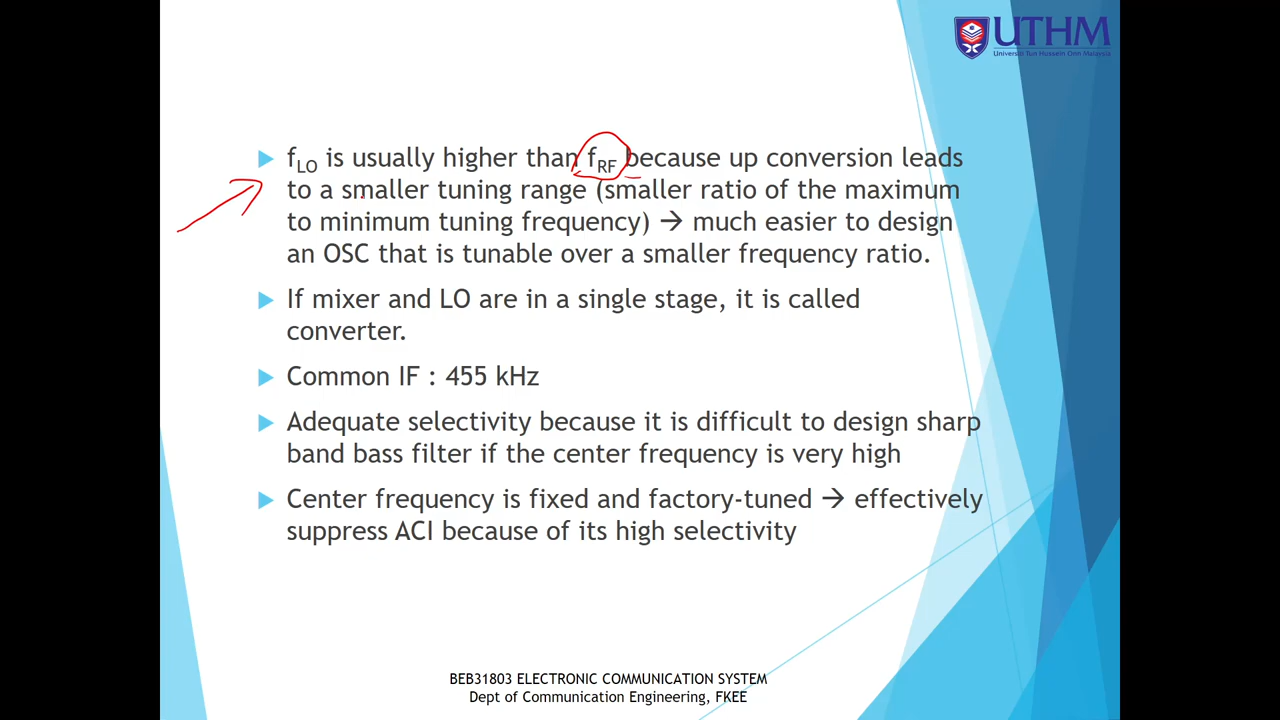 UTHM
Universiti Tun Hussein Onn Malaysia
fLO is usually higher than fRF because up conversion leads
to a smaller tuning range (smaller ratio of the maximum
to minimum tuning frequency) → much easier to design
an OSC that is tunable over a smaller frequency ratio.
If mixer and LO are in a single stage, it is called
converter.
Common IF : 455 kHz
Adequate selectivity because it is difficult to design sharp
band bass filter if the center frequency is very high
Center frequency is fixed and factory-tuned → effectively
suppress ACI because of its high selectivity
BEB31803 ELECTRONIC COMMUNICATION SYSTEM
Dept of Communication Engineering, FKEE